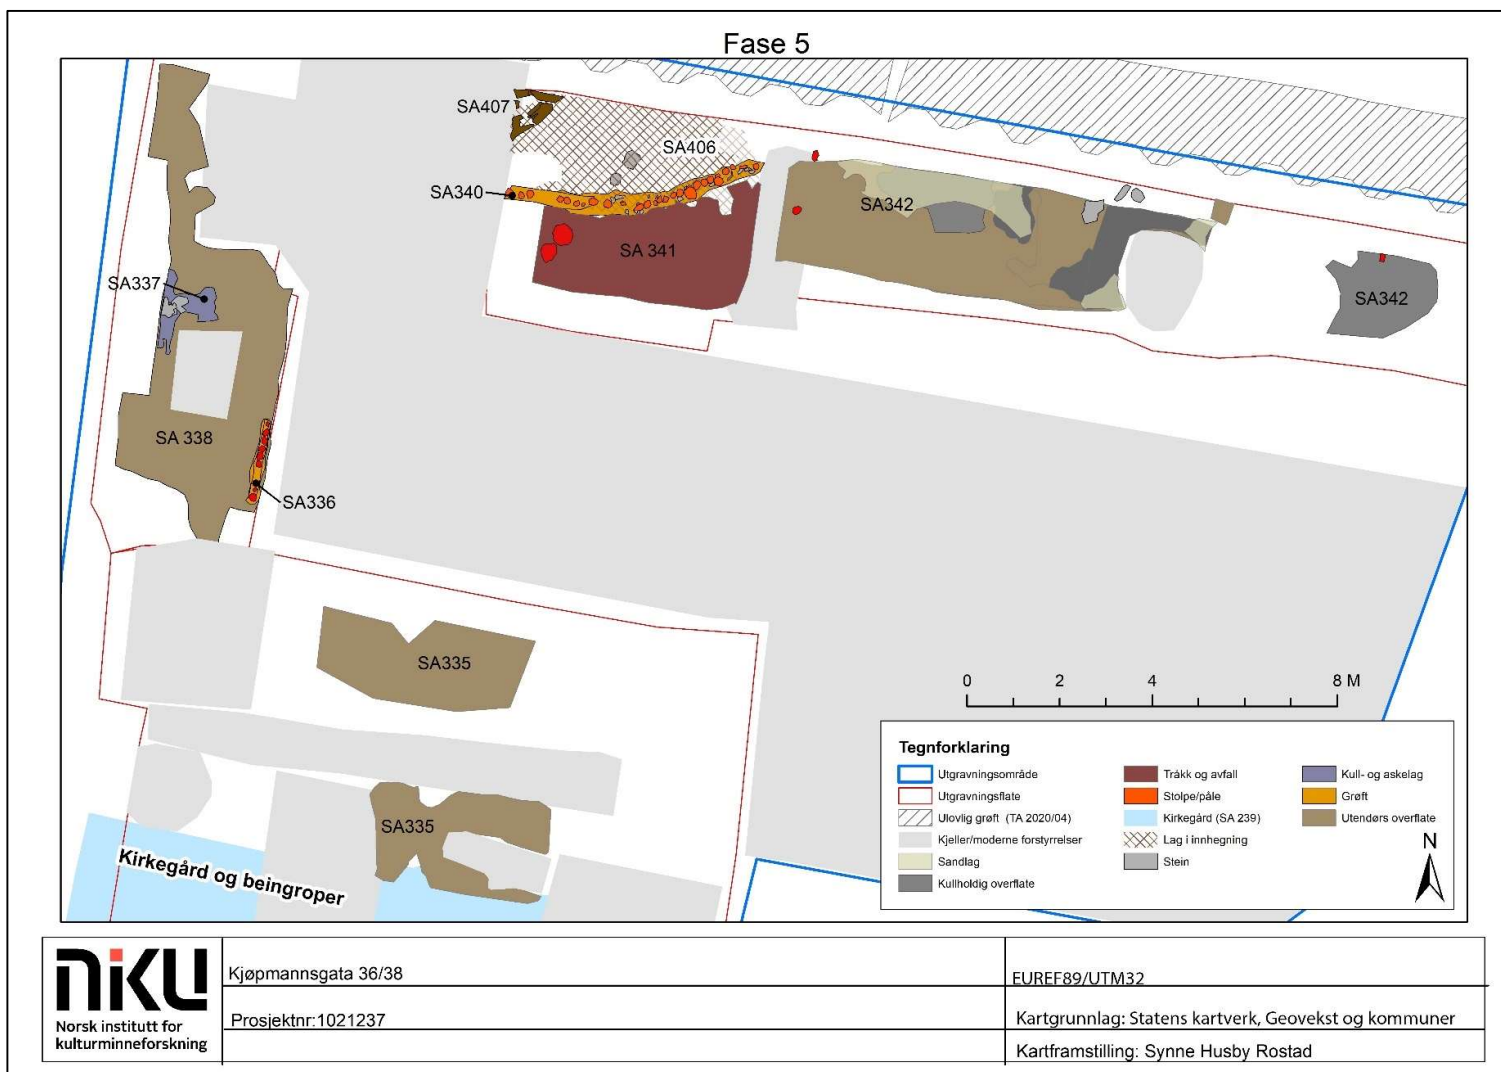 Fase 5
SA407
SA406
SA340
SA342
SA 341
SA337
SA342
SA 338
SA336
SA335
SA335
Kirkegård og beingroper
0 2 4 8 M
Tegnforklaring
Utgravningsområde
Utgravningsflate
Ulovlig grøft (TA 2020/04)
Kjeller/moderne forstyrrelser
Sandlag
Kullholdig overflate
Tråkk og avfall
Stolpe/påle
Kirkegård (SA 239)
Lag i innhegning
Stein
Kull- og askelag
Grøft
Utendørs overflate
N
NIKU
Norsk institutt for
kulturminneforskning
Kjøpmannsgata 36/38
Prosjektnr:1021237
EUREF89/UTM32
Kartgrunnlag: Statens kartverk, Geovekst og kommuner
Kartframstilling: Synne Husby Rostad